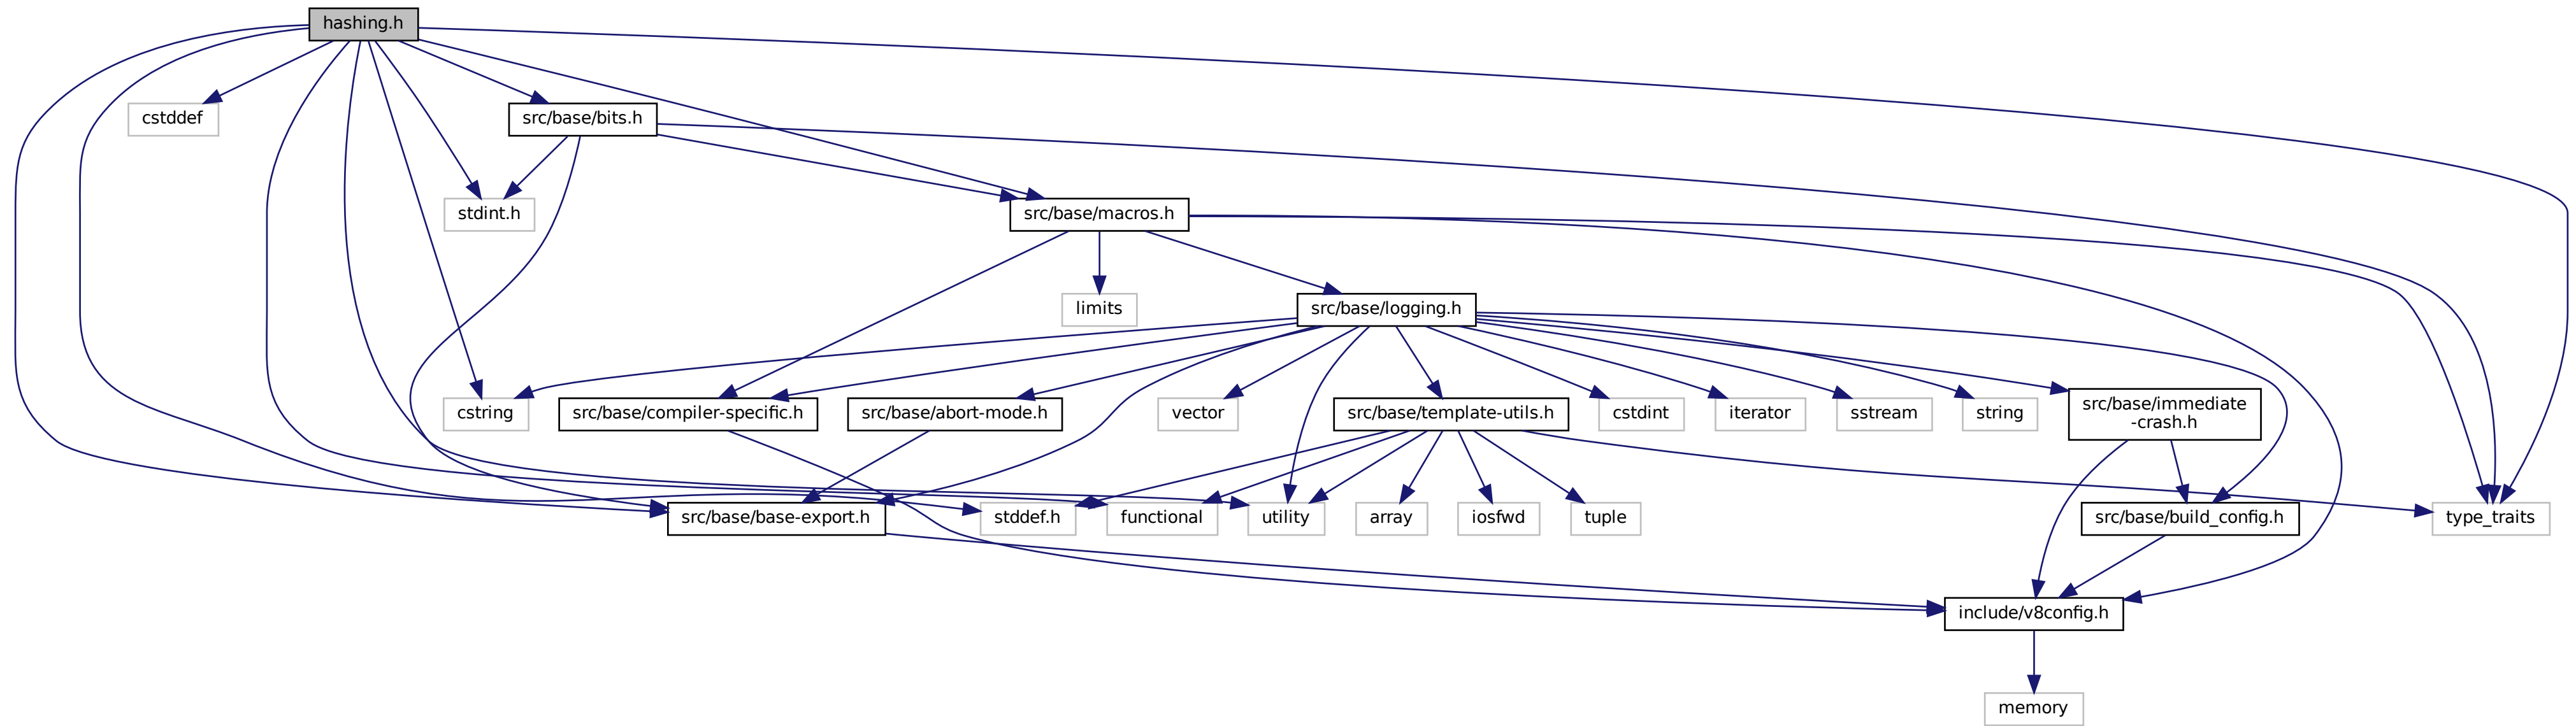 hashing.h
cstddef
src/base/bits.h
stdint.h
src/base/macros.h
limits
src/base/logging.h
cstring
src/base/compiler-specific.h
src/base/abort-mode.h
vector
src/base/template-utils.h
cstdint
iterator
sstream
string
src/base/immediate
-crash.h
src/base/base-export.h
stddef.h
functional
utility
array
iosfwd
tuple
src/base/build_config.h
type_traits
include/v8config.h
memory